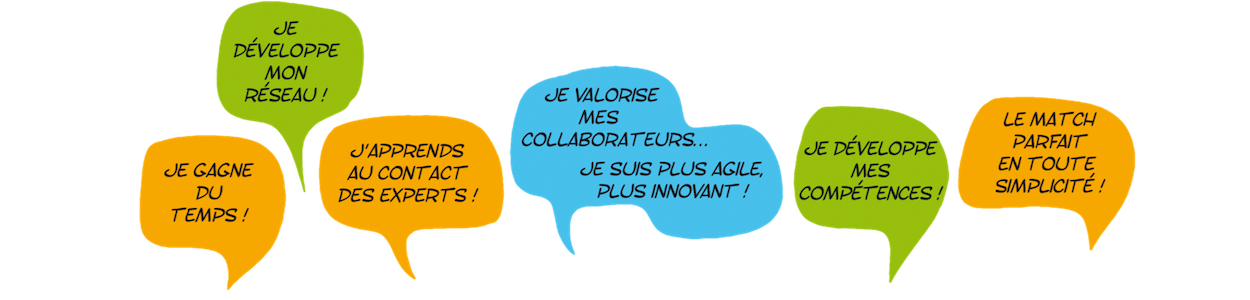 JE
DÉVELOPPE
MON
RÉSEAU !
JE GAGNE
DU
TEMPS !
J'APPRENDS
AU CONTACT
DES EXPERTS !
JE VALORISE
MES
COLLABORATEURS...
JE SUIS PLUS AGILE,
PLUS INNOVANT !
JE DÉVELOPPE
MES
COMPÉTENCES !
LE MATCH
PARFAIT
EN TOUTE
SIMPLICITÉ !